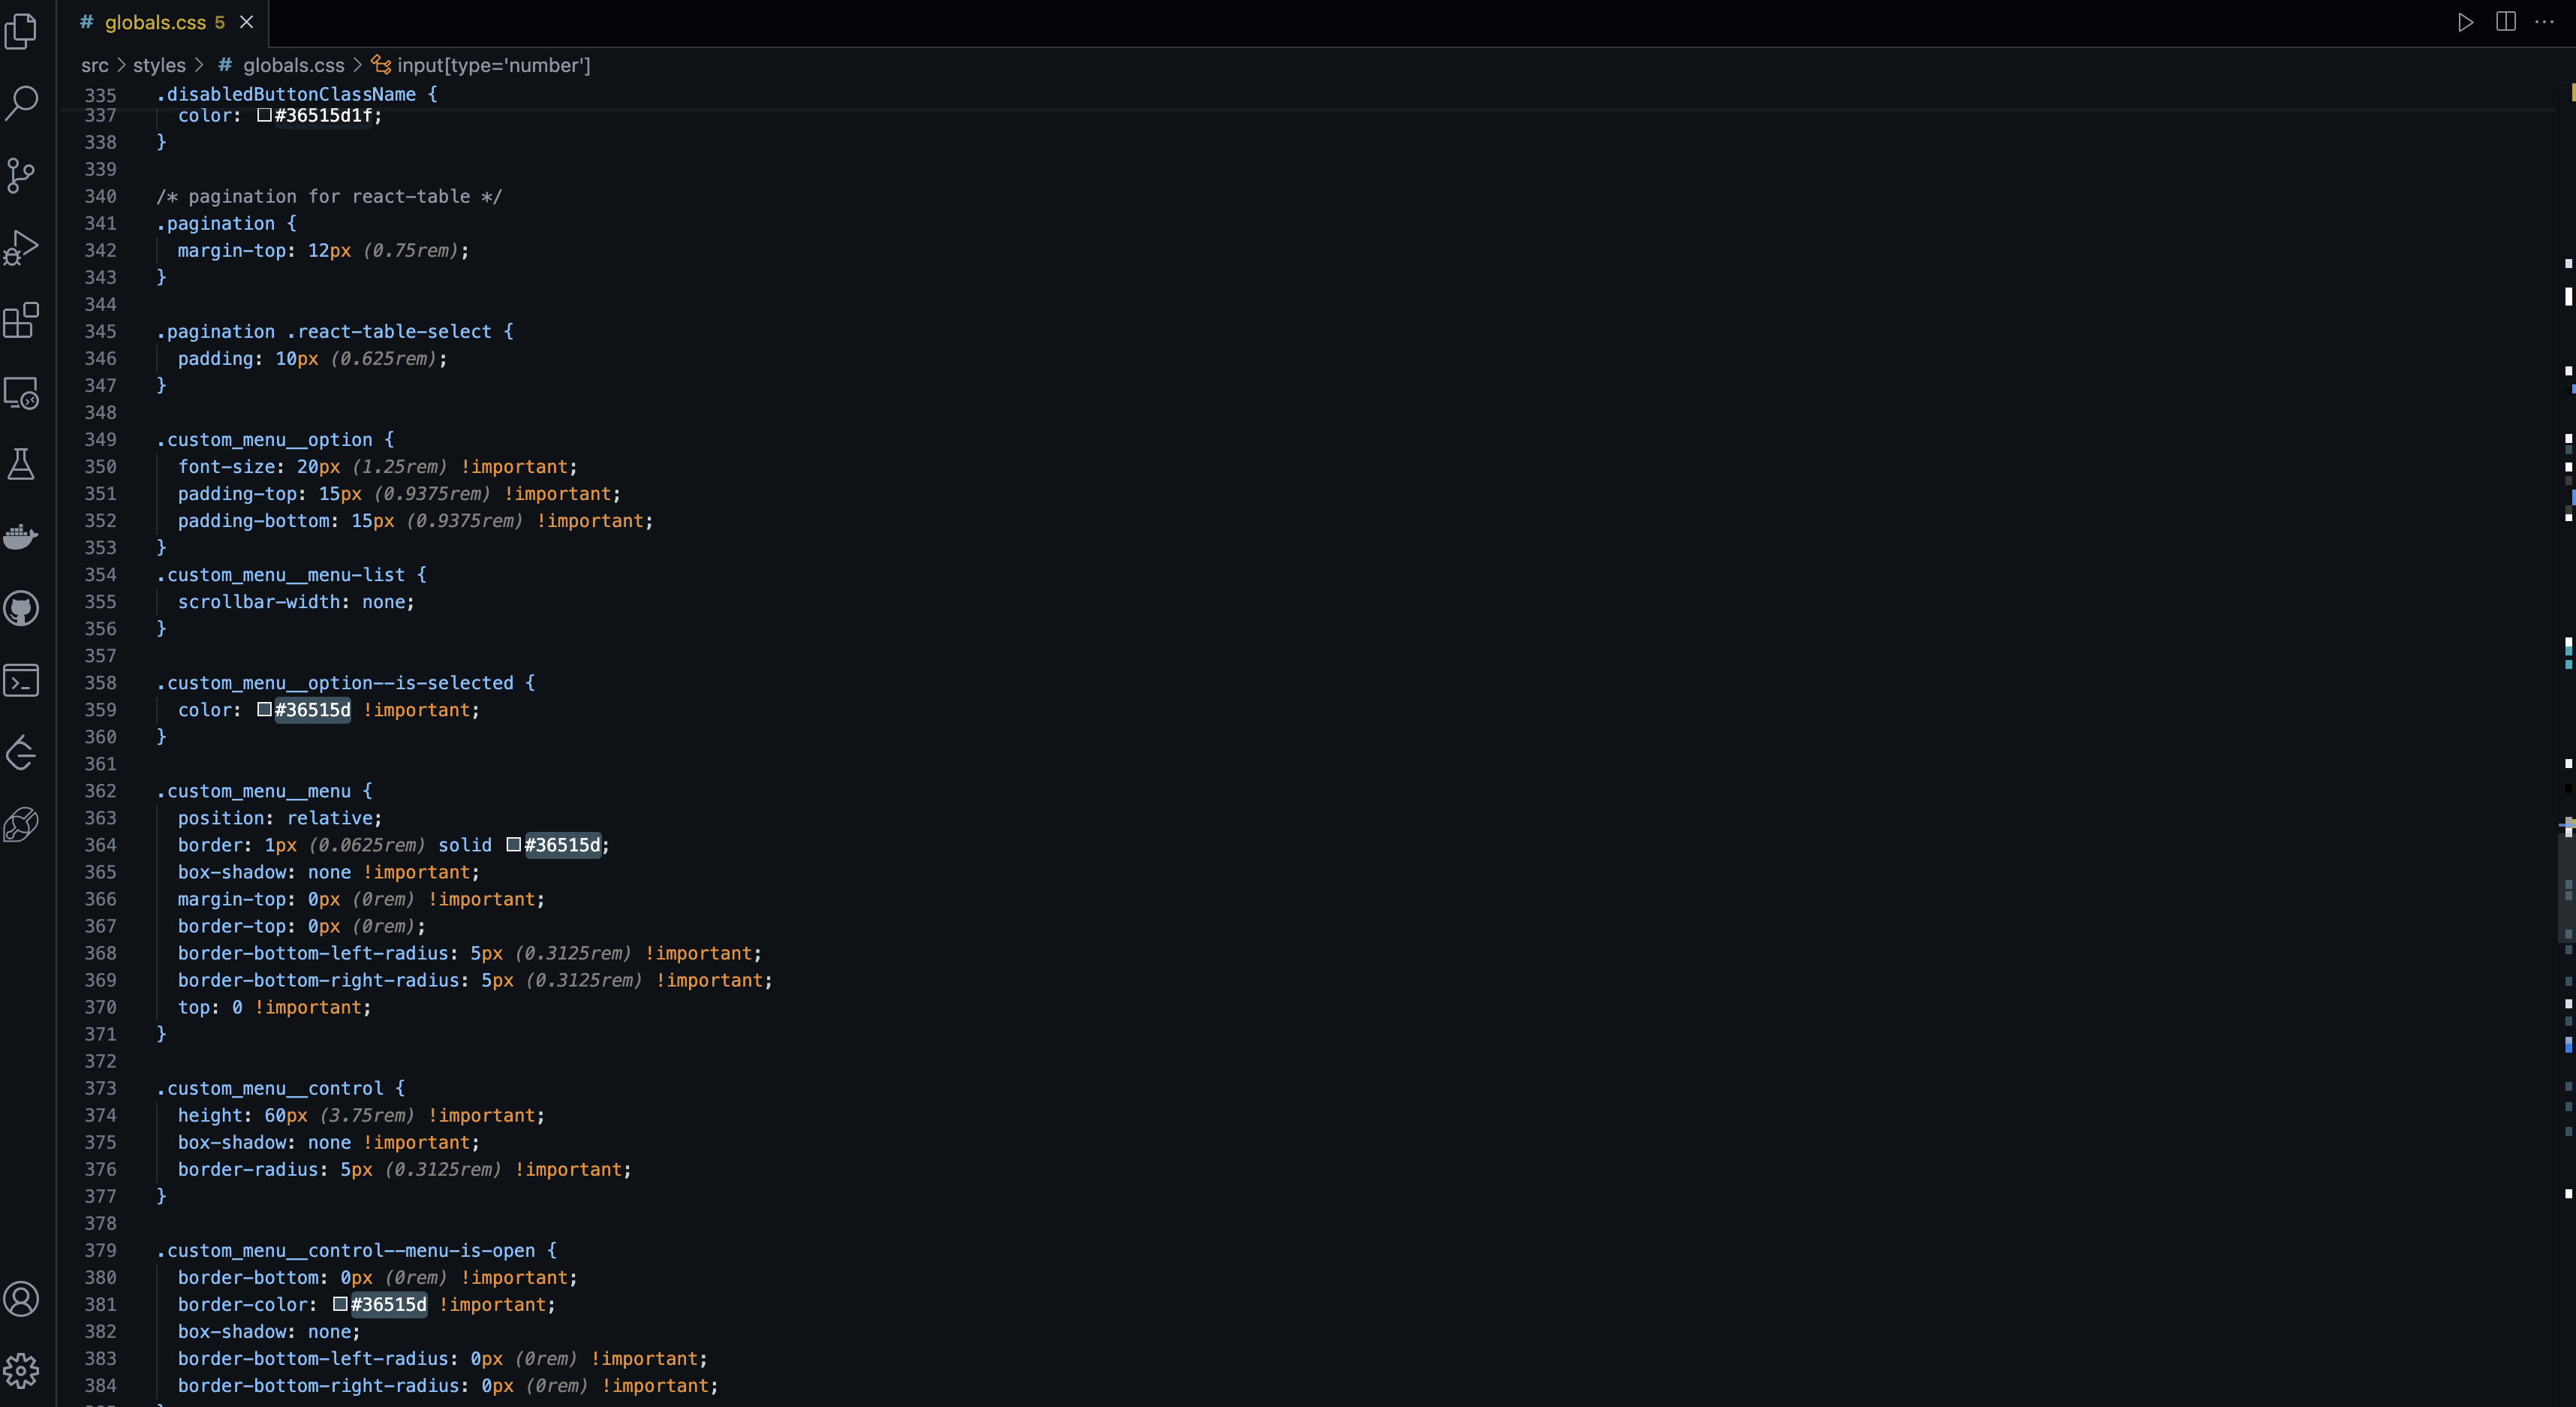 # globals.css 5
src > styles > # globals.css > input[type='number']
335 .disabledButtonClassName {
337 color: #36515d1f;
338 }
339
340 /* pagination for react-table */
341 .pagination {
342 margin-top: 12px (0.75rem);
343 }
344
345 .pagination .react-table-select {
346 padding: 10px (0.625rem);
347 }
348
349 .custom_menu__option {
350 font-size: 20px (1.25rem) !important;
351 padding-top: 15px (0.9375rem) !important;
352 padding-bottom: 15px (0.9375rem) !important;
353 }
354 .custom_menu__menu-list {
355 scrollbar-width: none;
356 }
357
358 .custom_menu__option--is-selected {
359 color: #36515d !important;
360 }
361
362 .custom_menu__menu {
363 position: relative;
364 border: 1px (0.0625rem) solid #36515d;
365 box-shadow: none !important;
366 margin-top: 0px (0rem) !important;
367 border-top: 0px (0rem);
368 border-bottom-left-radius: 5px (0.3125rem) !important;
369 border-bottom-right-radius: 5px (0.3125rem) !important;
370 top: 0 !important;
371 }
372
373 .custom_menu__control {
374 height: 60px (3.75rem) !important;
375 box-shadow: none !important;
376 border-radius: 5px (0.3125rem) !important;
377 }
378
379 .custom_menu__control--menu-is-open {
380 border-bottom: 0px (0rem) !important;
381 border-color: #36515d !important;
382 box-shadow: none;
383 border-bottom-left-radius: 0px (0rem) !important;
384 border-bottom-right-radius: 0px (0rem) !important;